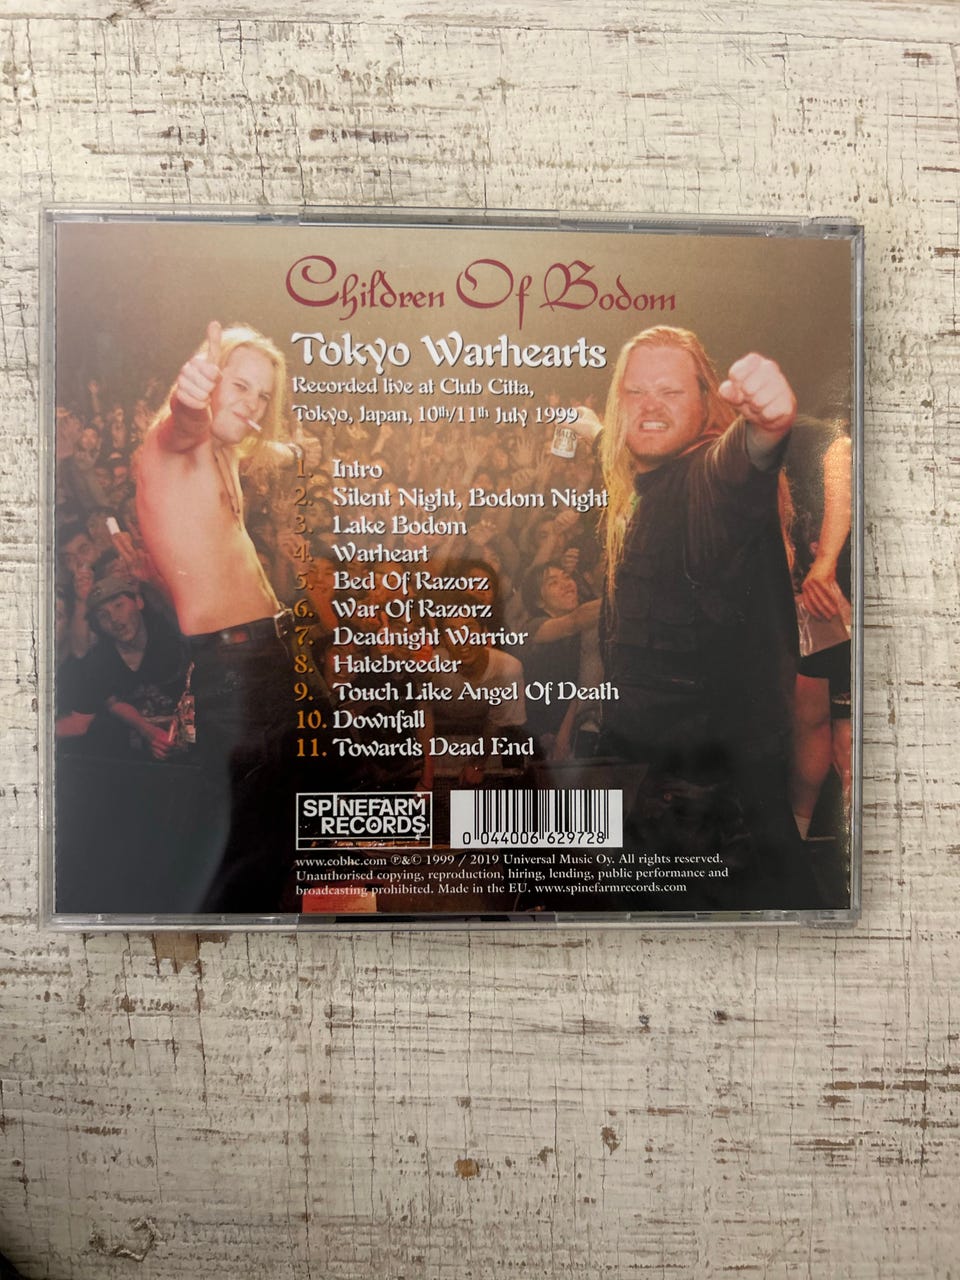 Children Of Bodom
Tokyo Warhearts
Recorded live at Club Citta,
Tokyo, Japan, 10th/11th July 1999
1. Intro
2. Silent Night, Bodom Night
3. Lake Bodom
4. Warheart
5. Bed Of Razorz
6. War Of Razorz
7. Deadnight Warrior
8. Hatebreeder
9. Touch Like Angel Of Death
10. Downfall
11. Towards Dead End
SPINEFARM
RECORDS
0 044006 629728
www.cobhc.com ℗&© 1999 / 2019 Universal Music Oy. All rights reserved.
Unauthorised copying, reproduction, hiring, lending, public performance and
broadcasting prohibited. Made in the EU. www.spinefarmrecords.com